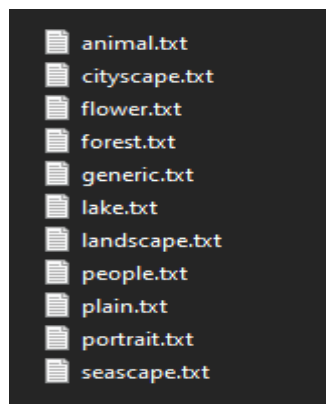 animal.txt
cityscape.txt
flower.txt
forest.txt
generic.txt
lake.txt
landscape.txt
people.txt
plain.txt
portrait.txt
seascape.txt